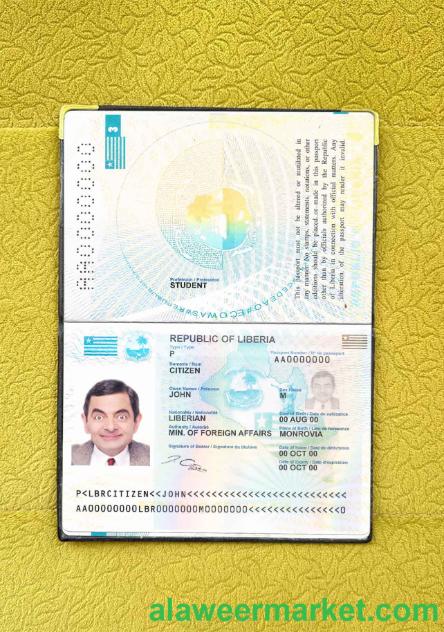 3
AA0000000
This passport must not be altered or mutilated in
any manner. No stamps, statements, notations, or other
additions should be placed or made in this passport
other than by officials authorized by the Republic
of Liberia in connection with official matters. Any
alteration of the passport may render it invalid.
Profession / Profession
STUDENT
REPUBLIC OF LIBERIA
Type / Type
P
Passport Number / N° du passeport
AA0000000
Surname / Nom
CITIZEN
Given Names / Prénoms
JOHN
M
Nationality / Nationalité
LIBERIAN
Date of Birth / Date de naissance
00 AUG 00
Authority / Autorité
MIN. OF FOREIGN AFFAIRS
Place of Birth / Lieu de naissance
MONROVIA
Signature of Bearer / Signature du titulaire
Date of Issue / Date de délivrance
00 OCT 00
Date of Expiry / Date d'expiration
00 OCT 00
P<LBRCITIZEN<<JOHN<<<<<<<<<<<<<<<<<<<<<<<<<<
AA00000000LBR0000000M0000000<<<<<<<<<<<<<<<0
alaweermarket.com